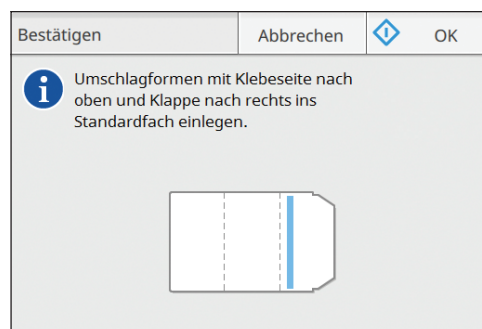 Bestätigen
Abbrechen
OK
Umschlagformen mit Klebeseite nach
oben und Klappe nach rechts ins
Standardfach einlegen.